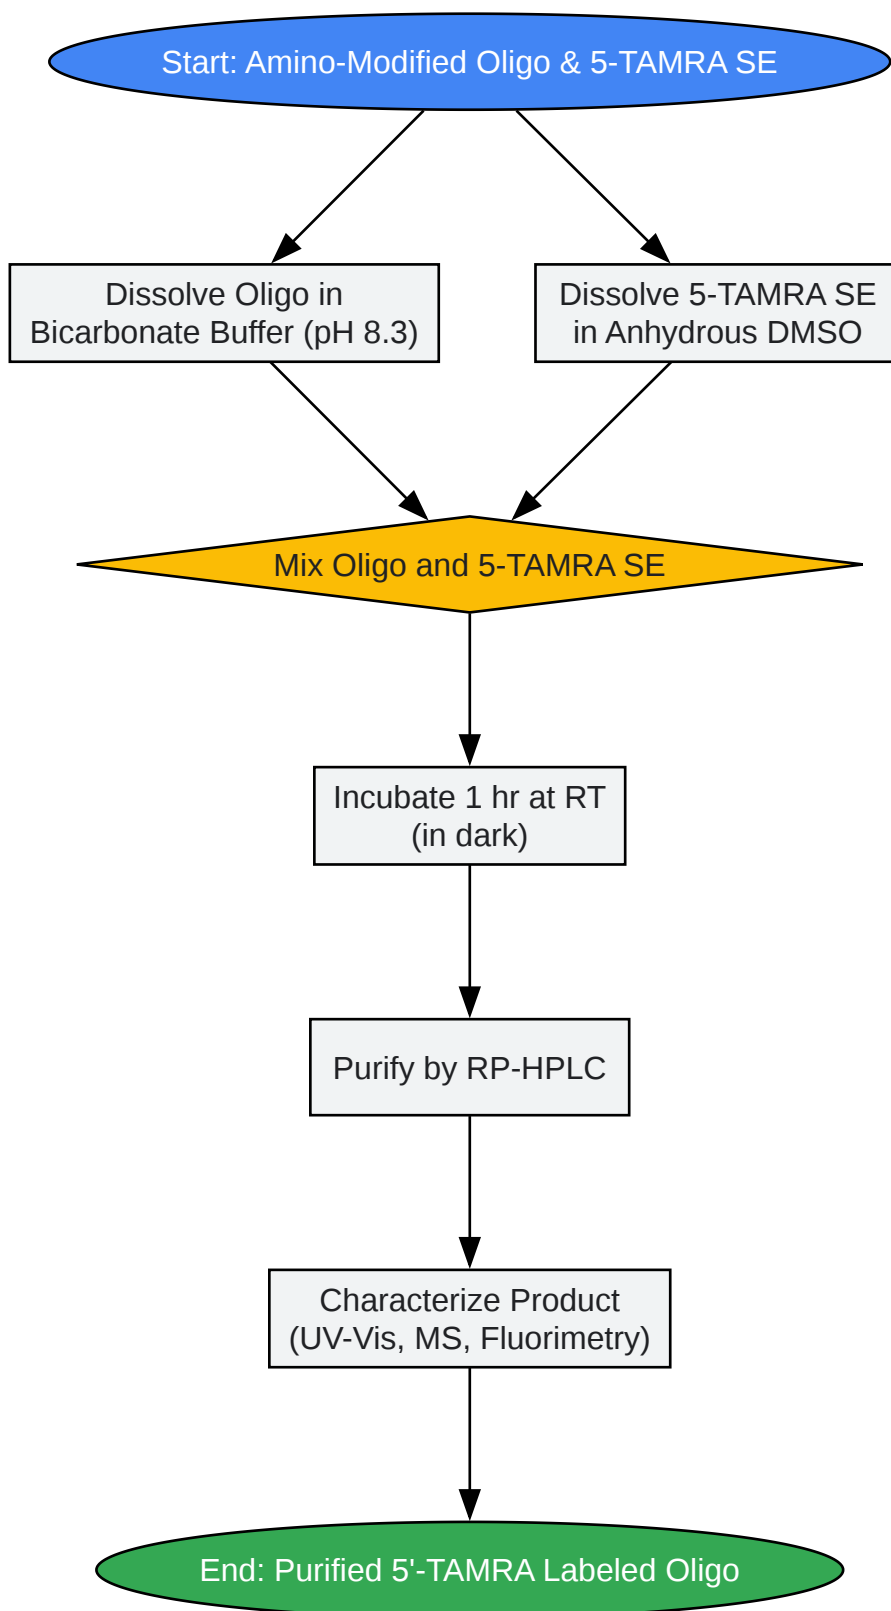 Start: Amino-Modified Oligo & 5-TAMRA SE
Dissolve Oligo in
Bicarbonate Buffer (pH 8.3)
Dissolve 5-TAMRA SE
in Anhydrous DMSO
Mix Oligo and 5-TAMRA SE
Incubate 1 hr at RT
(in dark)
Purify by RP-HPLC
Characterize Product
(UV-Vis, MS, Fluorimetry)
End: Purified 5'-TAMRA Labeled Oligo